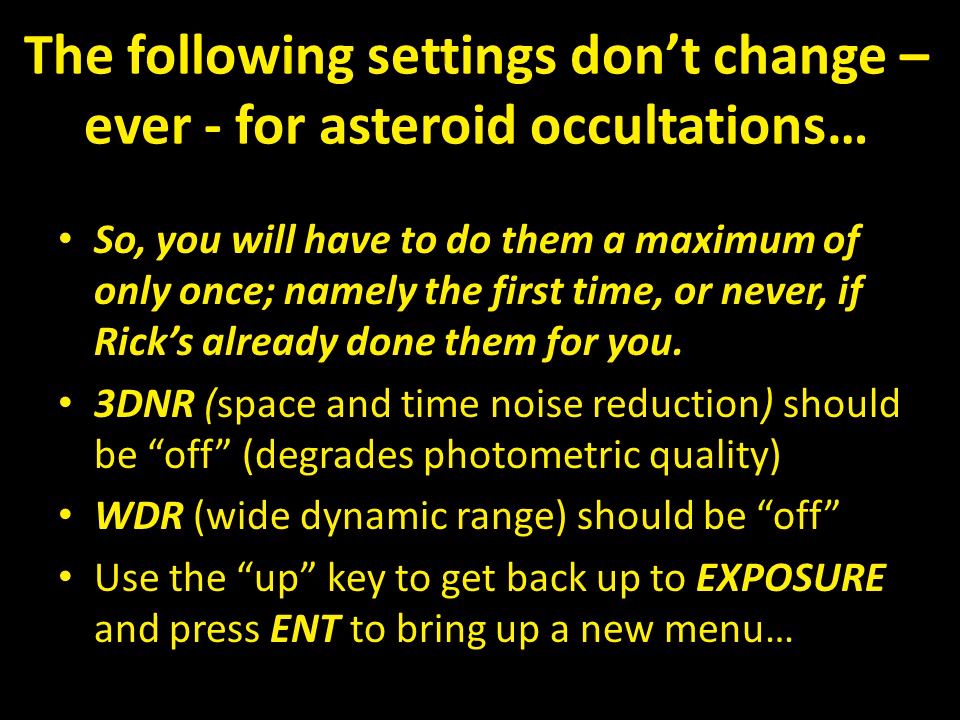 The following settings don’t change –
ever - for asteroid occultations…
• So, you will have to do them a maximum of
only once; namely the first time, or never, if
Rick’s already done them for you.
• 3DNR (space and time noise reduction) should
be “off” (degrades photometric quality)
• WDR (wide dynamic range) should be “off”
• Use the “up” key to get back up to EXPOSURE
and press ENT to bring up a new menu…